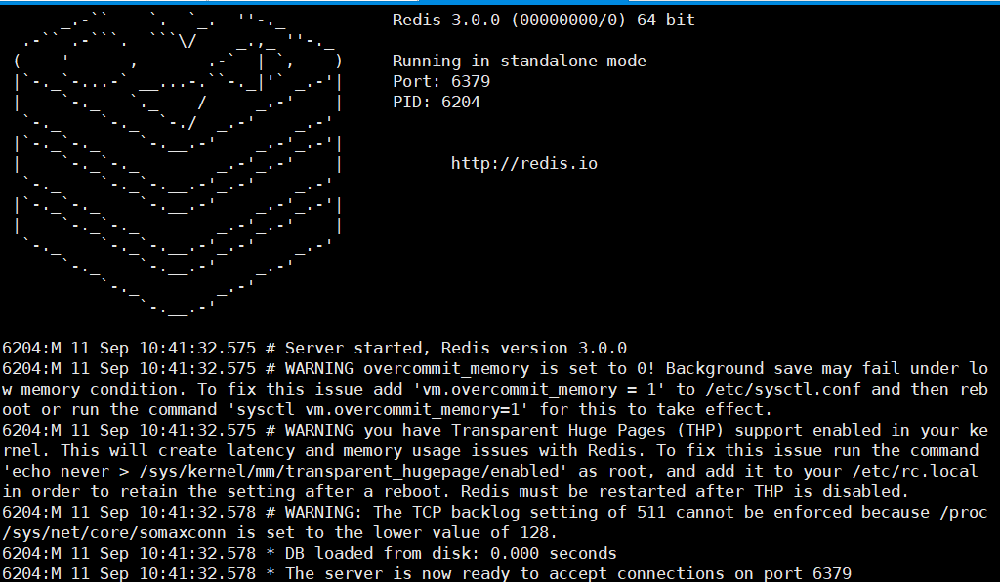 Redis 3.0.0 (00000000/0) 64 bit
Running in standalone mode
Port: 6379
PID: 6204
http://redis.io
6204:M 11 Sep 10:41:32.575 # Server started, Redis version 3.0.0
6204:M 11 Sep 10:41:32.575 # WARNING overcommit_memory is set to 0! Background save may fail under lo
w memory condition. To fix this issue add 'vm.overcommit_memory = 1' to /etc/sysctl.conf and then reb
oot or run the command 'sysctl vm.overcommit_memory=1' for this to take effect.
6204:M 11 Sep 10:41:32.575 # WARNING you have Transparent Huge Pages (THP) support enabled in your ke
rnel. This will create latency and memory usage issues with Redis. To fix this issue run the command
'echo never > /sys/kernel/mm/transparent_hugepage/enabled' as root, and add it to your /etc/rc.local
in order to retain the setting after a reboot. Redis must be restarted after THP is disabled.
6204:M 11 Sep 10:41:32.578 # WARNING: The TCP backlog setting of 511 cannot be enforced because /proc
/sys/net/core/somaxconn is set to the lower value of 128.
6204:M 11 Sep 10:41:32.578 * DB loaded from disk: 0.000 seconds
6204:M 11 Sep 10:41:32.578 * The server is now ready to accept connections on port 6379